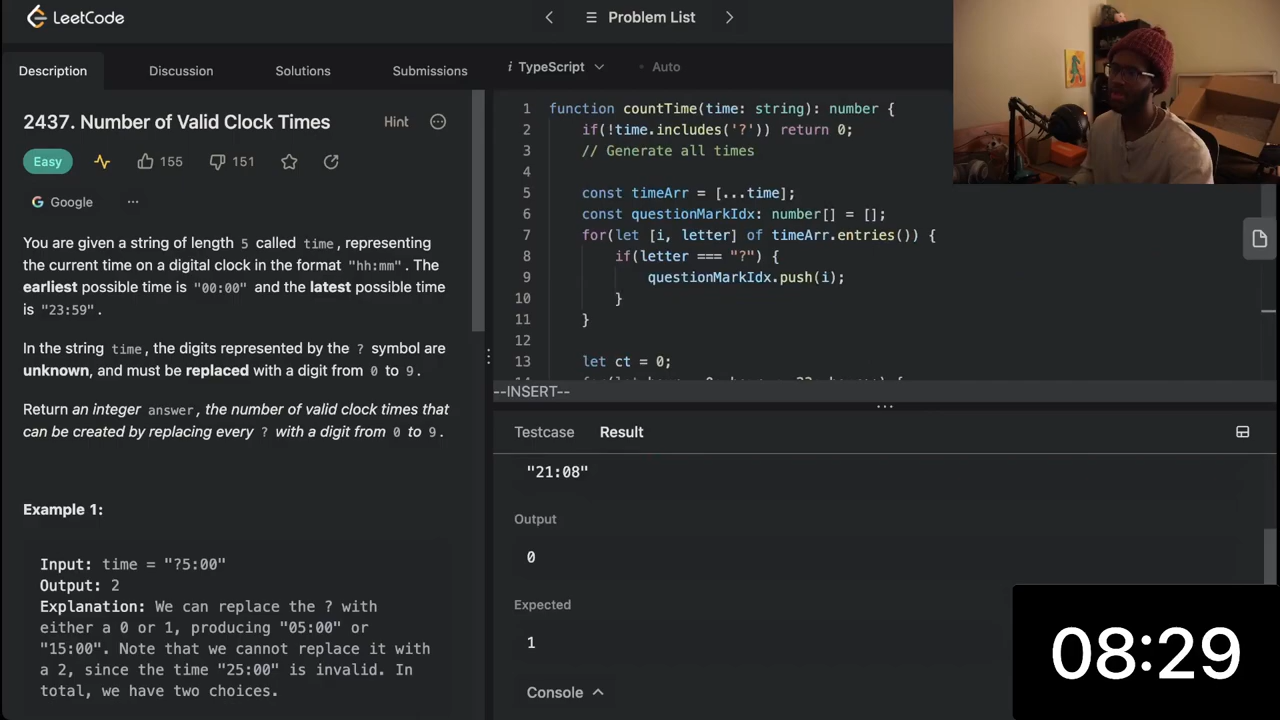 LeetCode
Problem List
Description
Discussion
Solutions
Submissions
i TypeScript
• Auto
2437. Number of Valid Clock Times
Hint
Easy
155
151
Google
You are given a string of length 5 called time, representing
the current time on a digital clock in the format "hh:mm". The
earliest possible time is "00:00" and the latest possible time
is "23:59".
In the string time, the digits represented by the ? symbol are
unknown, and must be replaced with a digit from 0 to 9.
Return an integer answer, the number of valid clock times that
can be created by replacing every ? with a digit from 0 to 9.
Example 1:
Input: time = "?5:00"
Output: 2
Explanation: We can replace the ? with
either a 0 or 1, producing "05:00" or
"15:00". Note that we cannot replace it with
a 2, since the time "25:00" is invalid. In
total, we have two choices.
1 function countTime(time: string): number {
2 if(!time.includes('?')) return 0;
3 // Generate all times
4
5 const timeArr = [...time];
6 const questionMarkIdx: number[] = [];
7 for(let [i, letter] of timeArr.entries()) {
8 if(letter === "?") {
9 questionMarkIdx.push(i);
10 }
11 }
12
13 let ct = 0;
--INSERT--
Testcase
Result
"21:08"
Output
0
Expected
1
Console
08:29